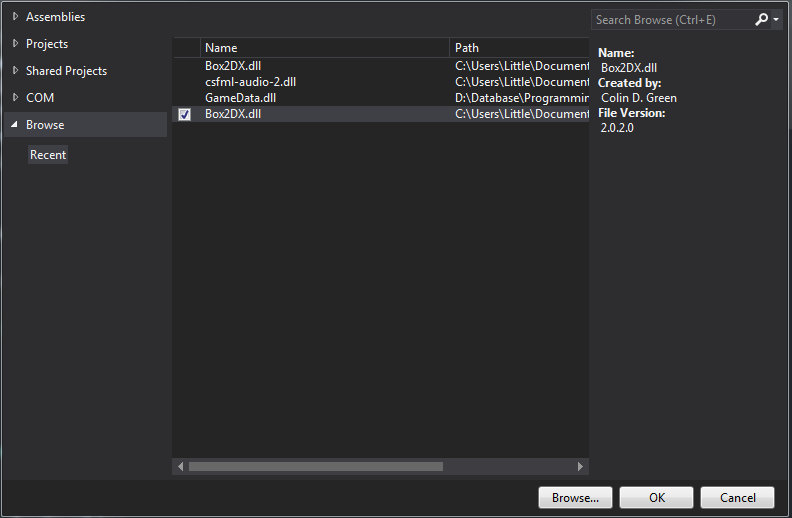 Assemblies
Projects
Shared Projects
COM
Browse
Recent
Name Path
Box2DX.dll C:\Users\Little\Document
csfml-audio-2.dll C:\Users\Little\Document
GameData.dll D:\Database\Programmin
Box2DX.dll C:\Users\Little\Document
Search Browse (Ctrl+E)
Name:
Box2DX.dll
Created by:
Colin D. Green
File Version:
2.0.2.0
Browse... OK Cancel